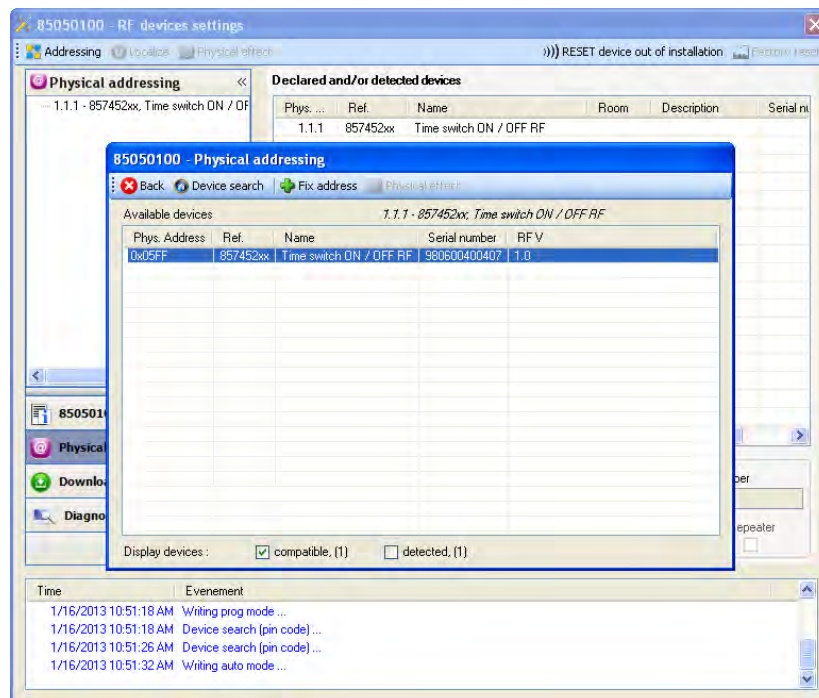 85050100 - RF devices settings
Addressing Localize Physical effect RESET device out of installation Factory reset
Physical addressing «
1.1.1 - 857452xx, Time switch ON / OF
Declared and/or detected devices
Phys. ... Ref. Name Room Description Serial nu
1.1.1 857452xx Time switch ON / OFF RF
85050100 - Physical addressing
Back Device search Fix address Physical effect
Available devices 1.1.1 - 857452xx, Time switch ON / OFF RF
Phys. Address Ref. Name Serial number RF V
0x05FF 857452xx Time switch ON / OFF RF 980600400407 1.0
850501
Physical
Downloa
Diagno
ber
epeater
Display devices : compatible, (1) detected, (1)
Time Evenement
1/16/2013 10:51:18 AM Writing prog mode ...
1/16/2013 10:51:18 AM Device search (pin code) ...
1/16/2013 10:51:26 AM Device search (pin code) ...
1/16/2013 10:51:32 AM Writing auto mode ...